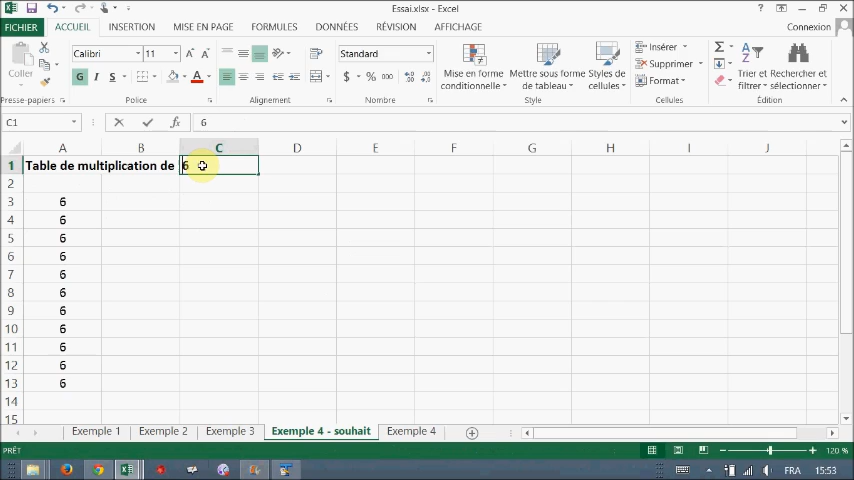 Essai.xlsx - Excel
FICHIER ACCUEIL INSERTION MISE EN PAGE FORMULES DONNÉES RÉVISION AFFICHAGE Connexion
Coller
Calibri 11
Standard
G I S A
$ % 000
Mise en forme conditionnelle
Mettre sous forme de tableau
Styles de cellules
Insérer
Supprimer
Format
Trier et filtrer
Rechercher et sélectionner
Presse-papiers Police Alignement Nombre Style Cellules Édition
C1 fx 6
A B C D E F G H I J
1 Table de multiplication de 6
2
3 6
4 6
5 6
6 6
7 6
8 6
9 6
10 6
11 6
12 6
13 6
14
15
Exemple 1 Exemple 2 Exemple 3 Exemple 4 - souhait Exemple 4
PRÊT 120 %
FRA 15:53